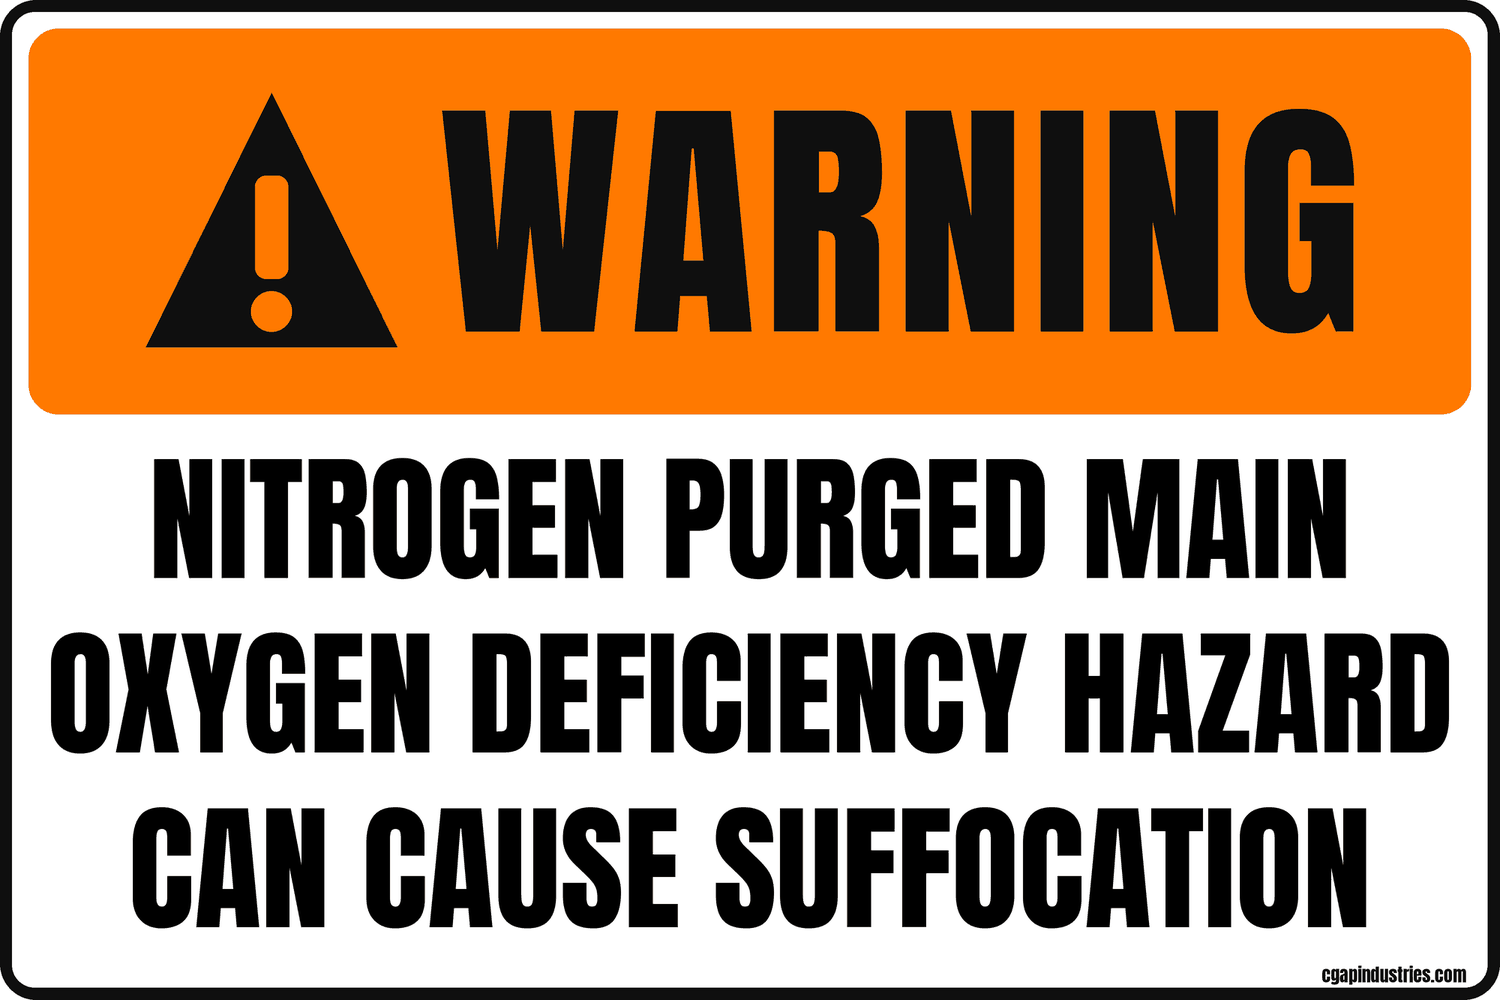 WARNING
NITROGEN PURGED MAIN
OXYGEN DEFICIENCY HAZARD
CAN CAUSE SUFFOCATION
cgapindustries.com